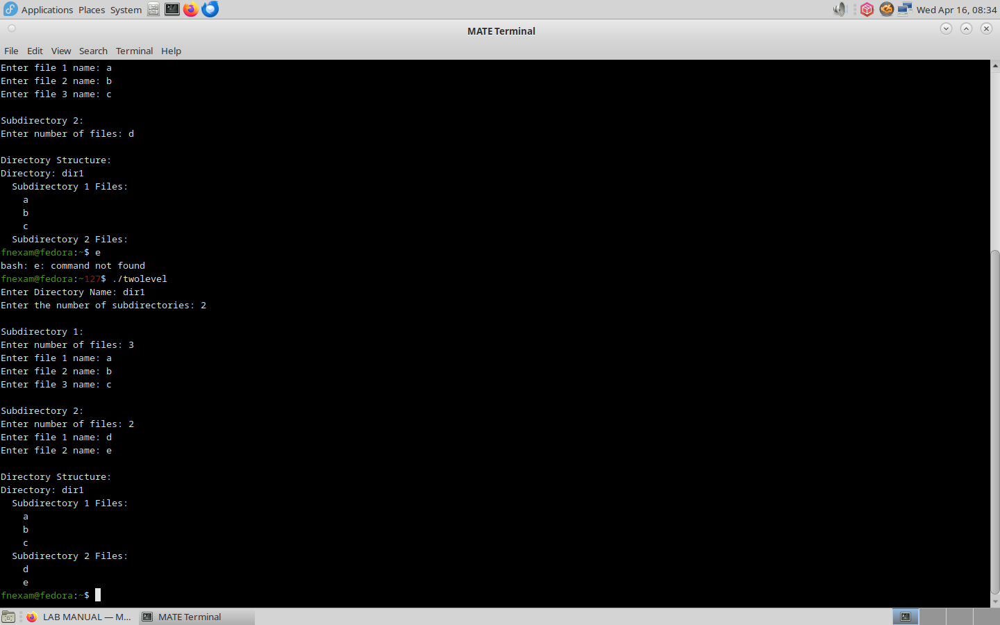 Applications Places System
Wed Apr 16, 08:34
MATE Terminal
File Edit View Search Terminal Help
Enter file 1 name: a
Enter file 2 name: b
Enter file 3 name: c
Subdirectory 2:
Enter number of files: d
Directory Structure:
Directory: dir1
Subdirectory 1 Files:
a
b
c
Subdirectory 2 Files:
fnexam@fedora:~$ e
bash: e: command not found
fnexam@fedora:~127$ ./twolevel
Enter Directory Name: dir1
Enter the number of subdirectories: 2
Subdirectory 1:
Enter number of files: 3
Enter file 1 name: a
Enter file 2 name: b
Enter file 3 name: c
Subdirectory 2:
Enter number of files: 2
Enter file 1 name: d
Enter file 2 name: e
Directory Structure:
Directory: dir1
Subdirectory 1 Files:
a
b
c
Subdirectory 2 Files:
d
e
fnexam@fedora:~$
LAB MANUAL — M... MATE Terminal